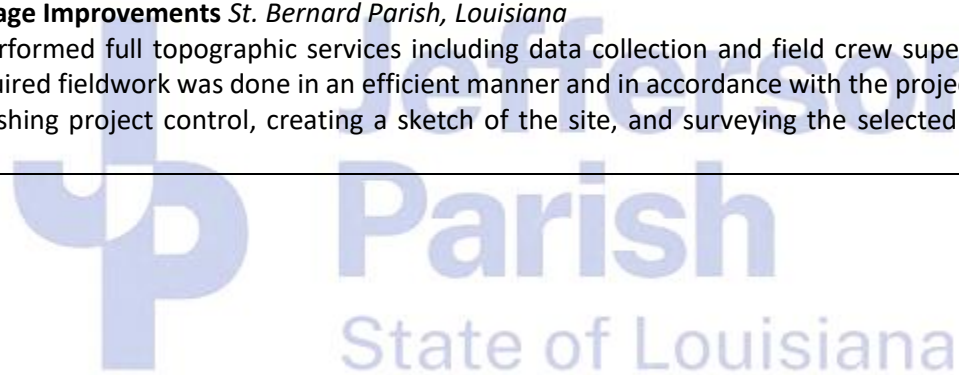 age Improvements St. Bernard Parish, Louisiana
rformed full topographic services including data collection and field crew supe
uired fieldwork was done in an efficient manner and in accordance with the projec
shing project control, creating a sketch of the site, and surveying the selected
JP
Jefferson
Parish
State of Louisiana